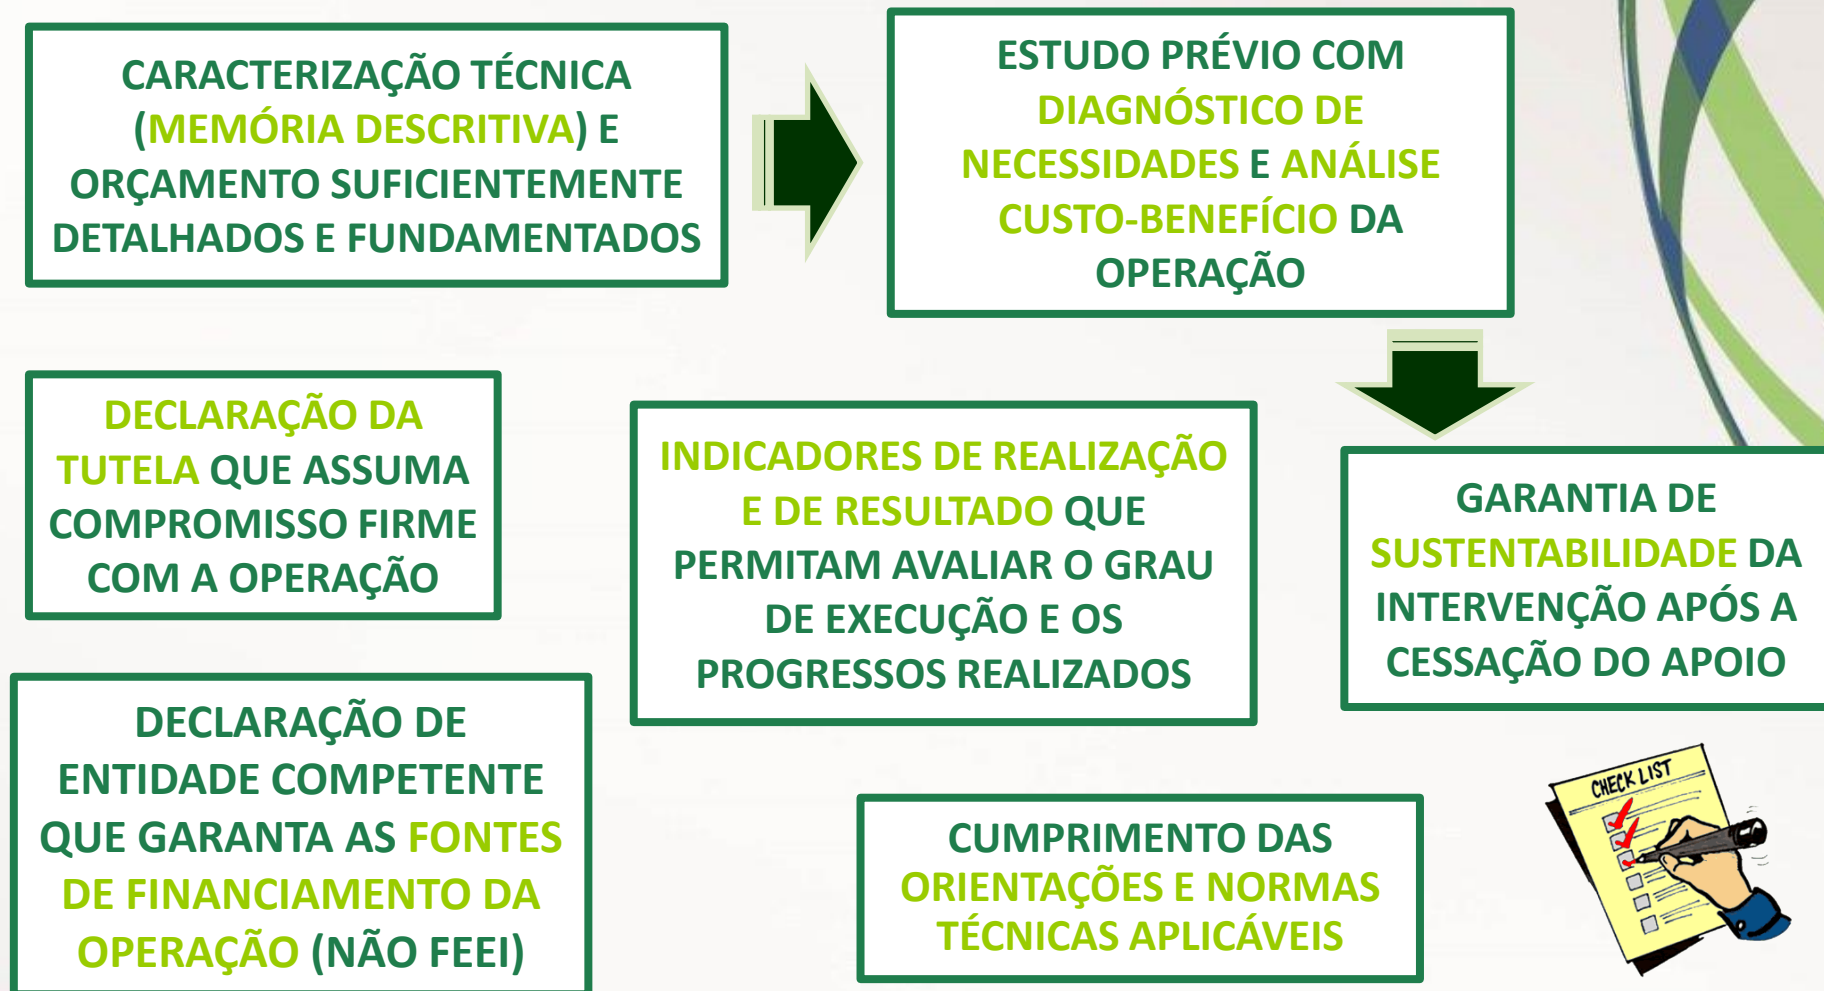 CARACTERIZAÇÃO TÉCNICA
(MEMÓRIA DESCRITIVA) E
ORÇAMENTO SUFICIENTEMENTE
DETALHADOS E FUNDAMENTADOS
ESTUDO PRÉVIO COM
DIAGNÓSTICO DE
NECESSIDADES E ANÁLISE
CUSTO-BENEFÍCIO DA
OPERAÇÃO
DECLARAÇÃO DA
TUTELA QUE ASSUMA
COMPROMISSO FIRME
COM A OPERAÇÃO
INDICADORES DE REALIZAÇÃO
E DE RESULTADO QUE
PERMITAM AVALIAR O GRAU
DE EXECUÇÃO E OS
PROGRESSOS REALIZADOS
GARANTIA DE
SUSTENTABILIDADE DA
INTERVENÇÃO APÓS A
CESSAÇÃO DO APOIO
DECLARAÇÃO DE
ENTIDADE COMPETENTE
QUE GARANTA AS FONTES
DE FINANCIAMENTO DA
OPERAÇÃO (NÃO FEEI)
CUMPRIMENTO DAS
ORIENTAÇÕES E NORMAS
TÉCNICAS APLICÁVEIS
CHECK LIST